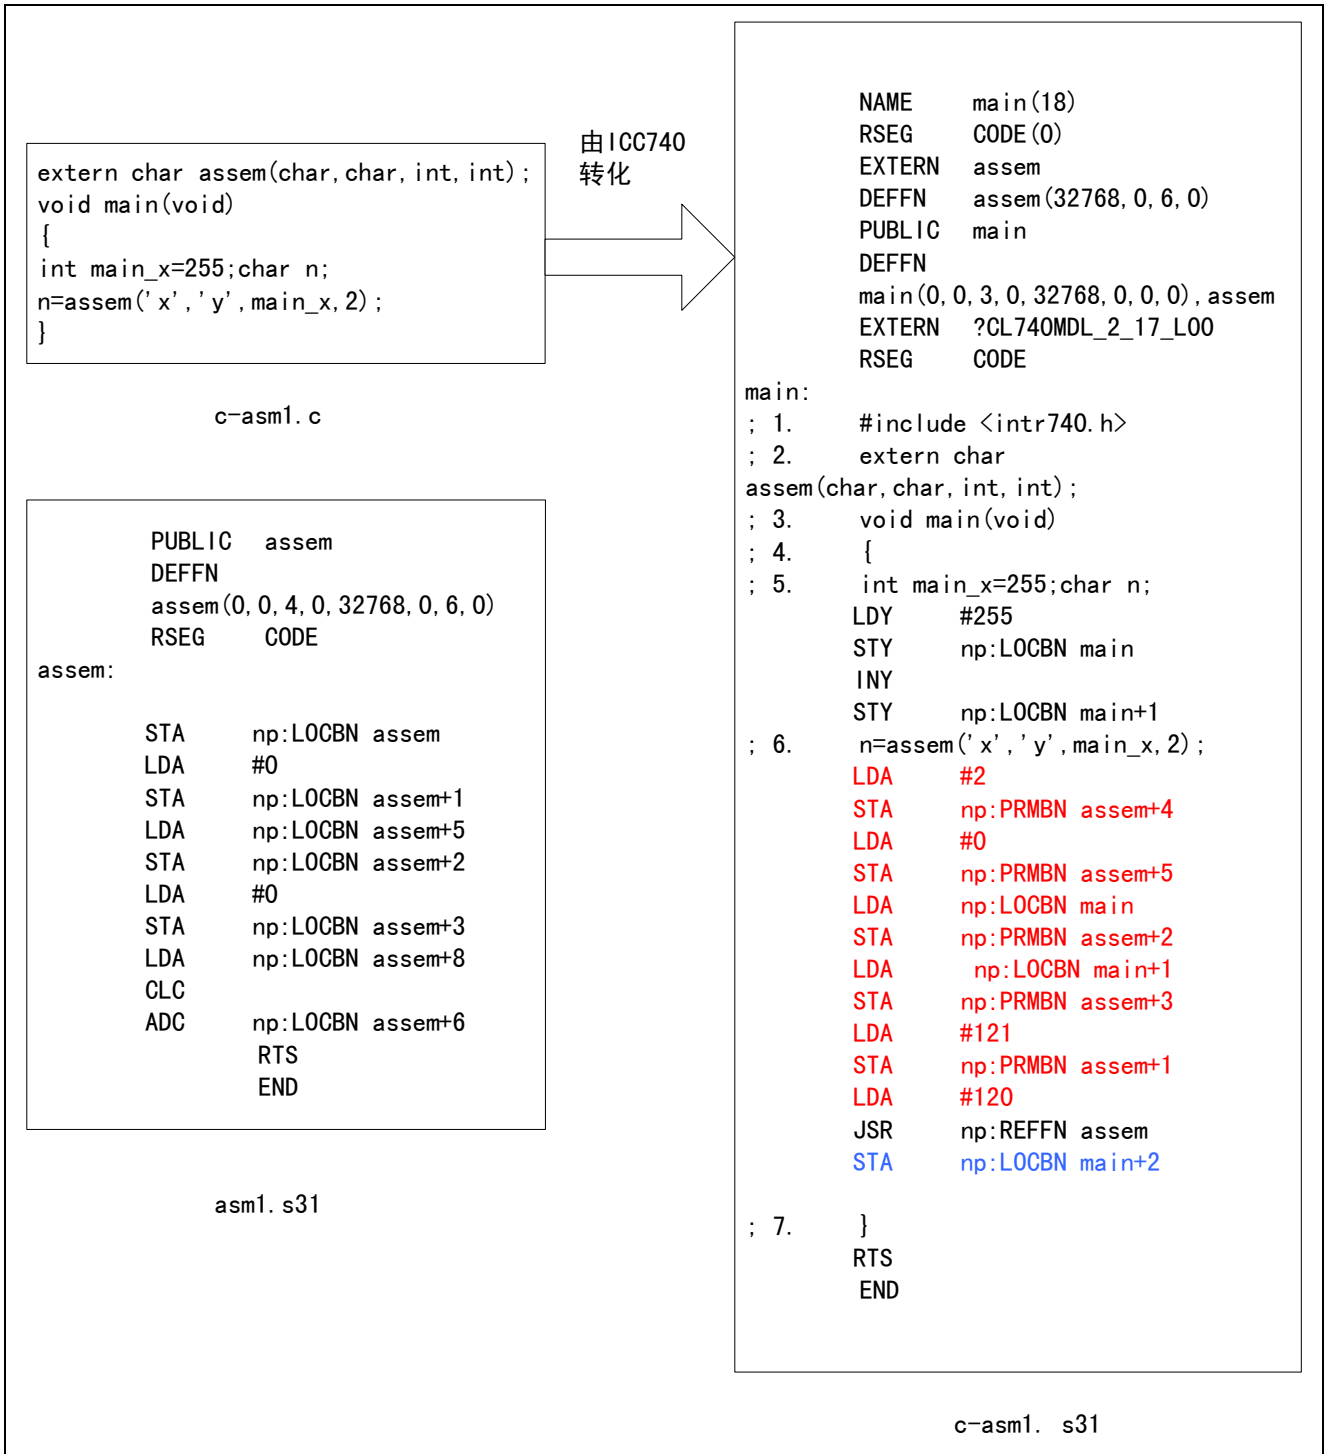 extern char assem(char,char,int,int);
void main(void)
{
int main_x=255;char n;
n=assem('x','y',main_x,2);
}
c-asm1.c
由ICC740
转化
PUBLIC assem
DEFFN
assem(0,0,4,0,32768,0,6,0)
RSEG CODE
assem:
STA np:LOCBN assem
LDA #0
STA np:LOCBN assem+1
LDA np:LOCBN assem+5
STA np:LOCBN assem+2
LDA #0
STA np:LOCBN assem+3
LDA np:LOCBN assem+8
CLC
ADC np:LOCBN assem+6
RTS
END
asm1.s31
NAME main(18)
RSEG CODE(0)
EXTERN assem
DEFFN assem(32768,0,6,0)
PUBLIC main
DEFFN
main(0,0,3,0,32768,0,0,0),assem
EXTERN ?CL740MDL_2_17_L00
RSEG CODE
main:
; 1. #include <intr740.h>
; 2. extern char
assem(char,char,int,int);
; 3. void main(void)
; 4. {
; 5. int main_x=255;char n;
LDY #255
STY np:LOCBN main
INY
STY np:LOCBN main+1
; 6. n=assem('x','y',main_x,2);
LDA #2
STA np:PRMBN assem+4
LDA #0
STA np:PRMBN assem+5
LDA np:LOCBN main
STA np:PRMBN assem+2
LDA np:LOCBN main+1
STA np:PRMBN assem+3
LDA #121
STA np:PRMBN assem+1
LDA #120
JSR np:REFFN assem
STA np:LOCBN main+2
; 7. }
RTS
END
c-asm1. s31